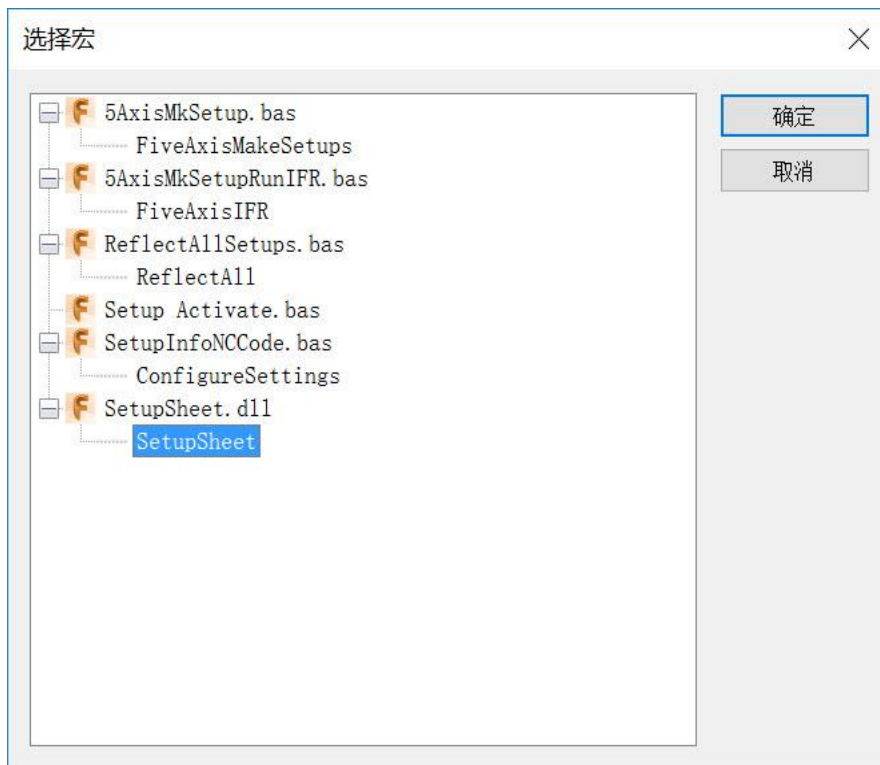 选择宏
5AxisMkSetup.bas
FiveAxisMakeSetups
5AxisMkSetupRunIFR.bas
FiveAxisIFR
ReflectAllSetups.bas
ReflectAll
Setup Activate.bas
SetupInfoNCCode.bas
ConfigureSettings
SetupSheet.dll
SetupSheet
确定
取消